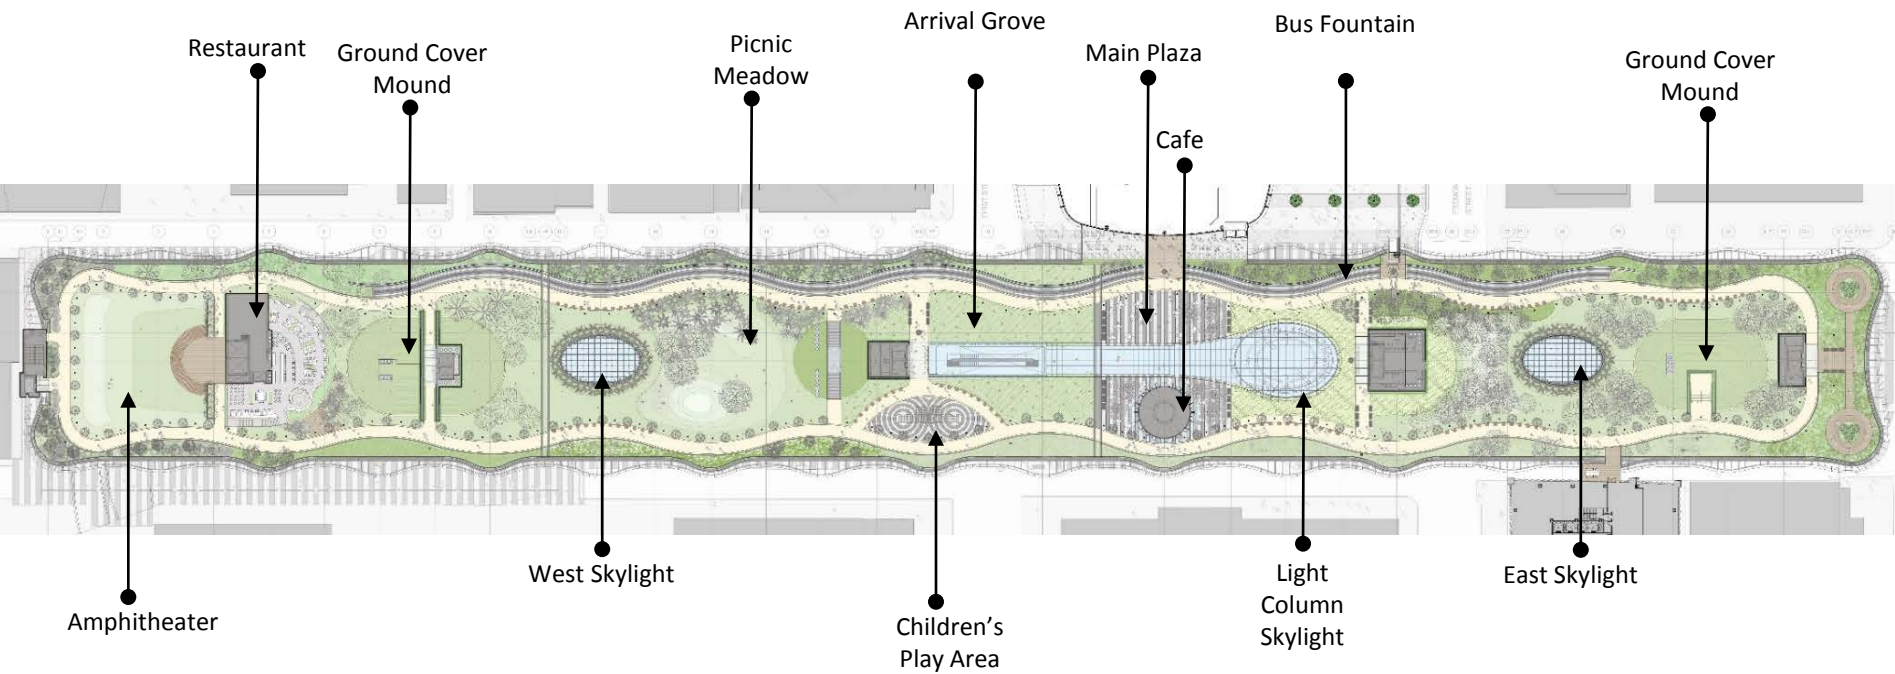 Restaurant
Ground Cover
Mound
Picnic
Meadow
Arrival Grove
Main Plaza
Cafe
Bus Fountain
Ground Cover
Mound
Amphitheater
West Skylight
Children’s
Play Area
Light
Column
Skylight
East Skylight